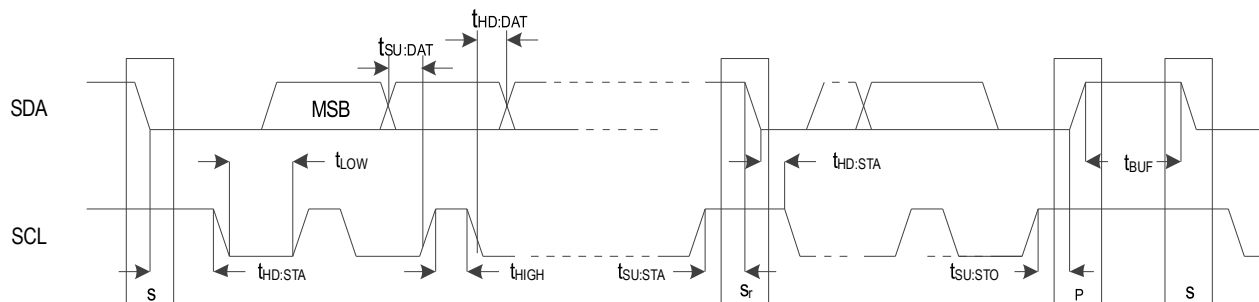 tHD:DAT
tSU:DAT
SDA
MSB
tLOW
tHD:STA
tBUF
SCL
tHD:STA
tHIGH
tSU:STA
tSU:STO
S
Sr
P
S